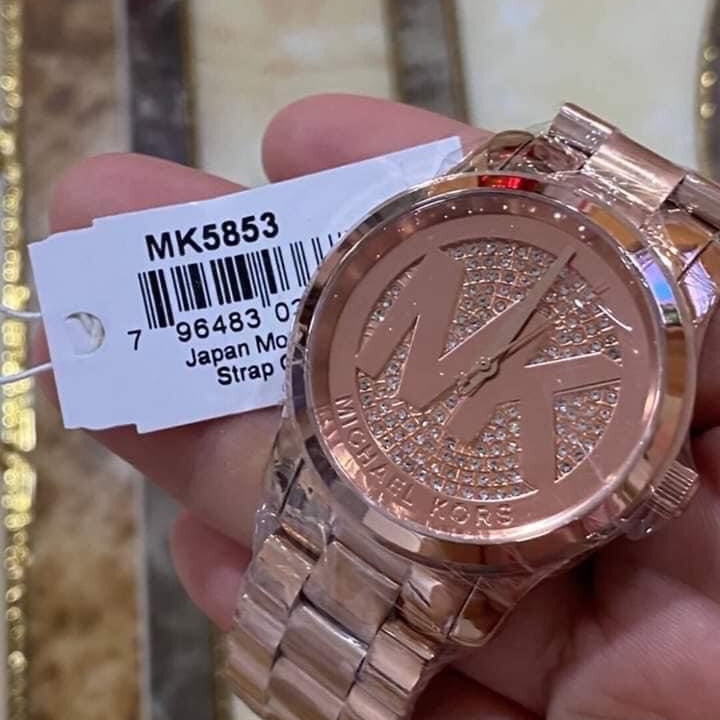 MK5853
7 96483 0
Japan Mo
Strap
MK
MICHAEL KORS